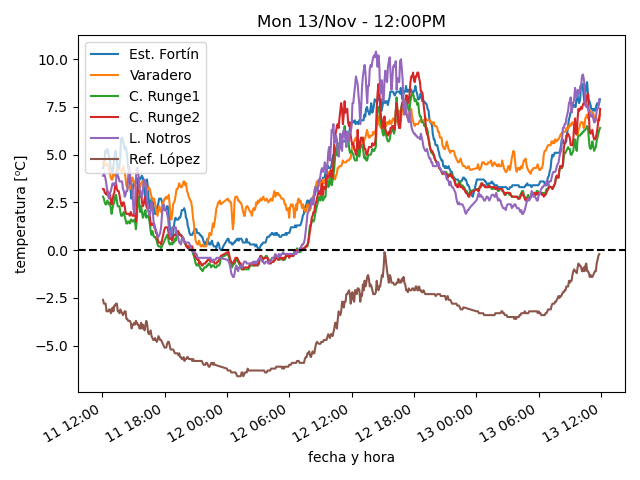 Mon 13/Nov - 12:00PM
temperatura [ºC]
10.0
7.5
5.0
2.5
0.0
−2.5
−5.0
Est. Fortín
Varadero
C. Runge1
C. Runge2
L. Notros
Ref. López
11 12:00
11 18:00
12 00:00
12 06:00
12 12:00
12 18:00
13 00:00
13 06:00
13 12:00
fecha y hora